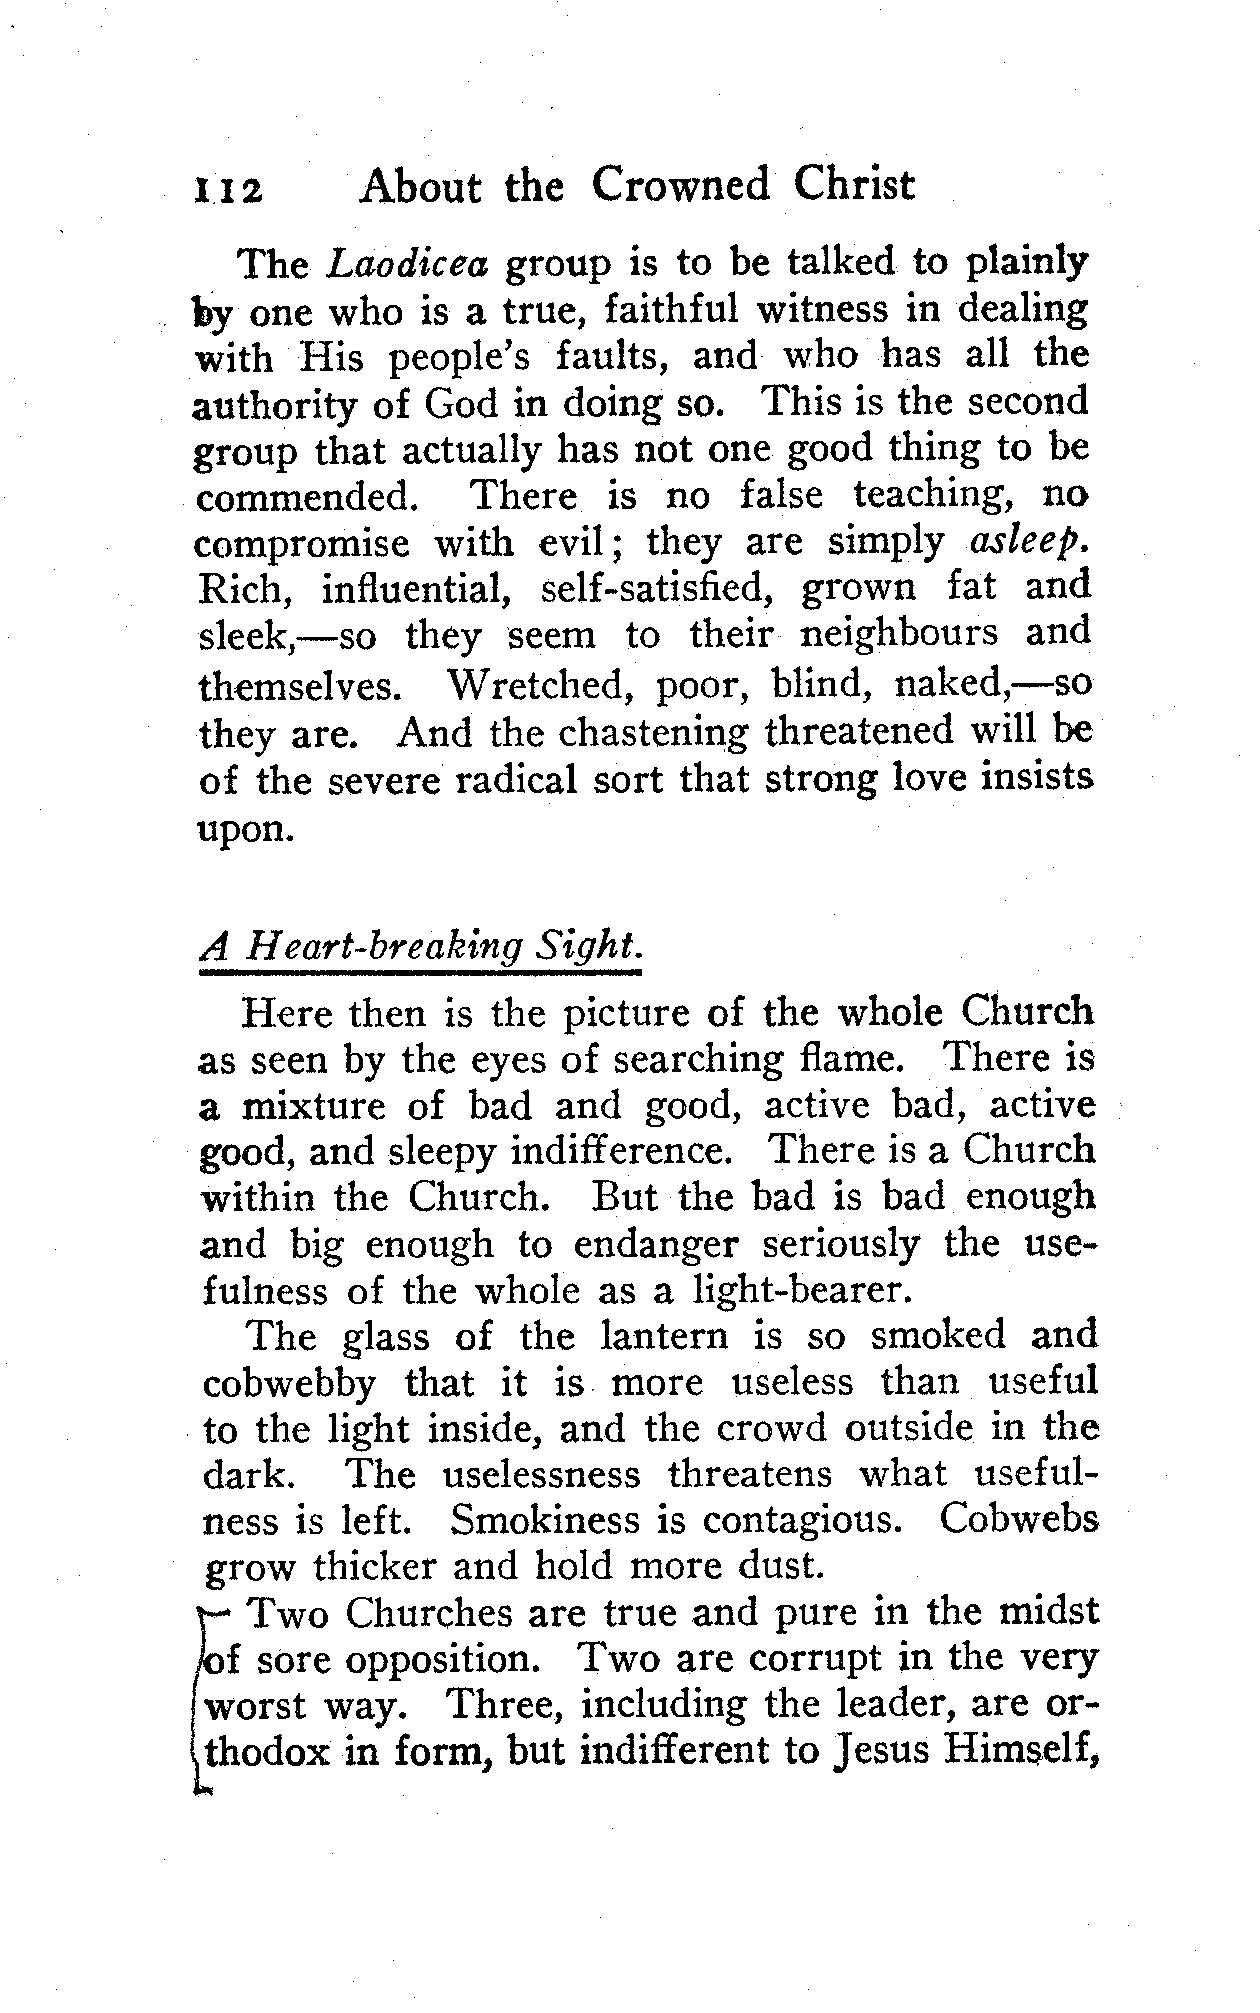 112 About the Crowned Christ
The Laodicea group is to be talked to plainly
by one who is a true, faithful witness in dealing
with His people's faults, and who has all the
authority of God in doing so. This is the second
group that actually has not one good thing to be
commended. There is no false teaching, no
compromise with evil; they are simply asleep.
Rich, influential, self-satisfied, grown fat and
sleek,—so they seem to their neighbours and
themselves. Wretched, poor, blind, naked,—so
they are. And the chastening threatened will be
of the severe radical sort that strong love insists
upon.
A Heart-breaking Sight.
Here then is the picture of the whole Church
as seen by the eyes of searching flame. There is
a mixture of bad and good, active bad, active
good, and sleepy indifference. There is a Church
within the Church. But the bad is bad enough
and big enough to endanger seriously the use-
fulness of the whole as a light-bearer.
The glass of the lantern is so smoked and
cobwebby that it is more useless than useful
to the light inside, and the crowd outside in the
dark. The uselessness threatens what useful-
ness is left. Smokiness is contagious. Cobwebs
grow thicker and hold more dust.
Two Churches are true and pure in the midst
of sore opposition. Two are corrupt in the very
worst way. Three, including the leader, are or-
thodox in form, but indifferent to Jesus Himself,